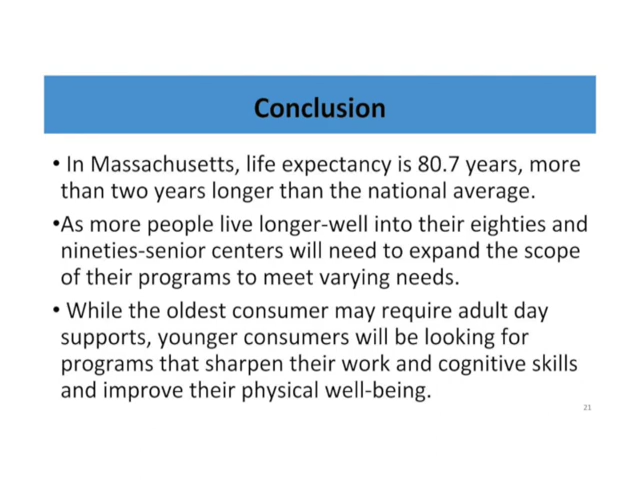 Conclusion
• In Massachusetts, life expectancy is 80.7 years, more
than two years longer than the national average.
•As more people live longer-well into their eighties and
nineties-senior centers will need to expand the scope
of their programs to meet varying needs.
• While the oldest consumer may require adult day
supports, younger consumers will be looking for
programs that sharpen their work and cognitive skills
and improve their physical well-being.
21